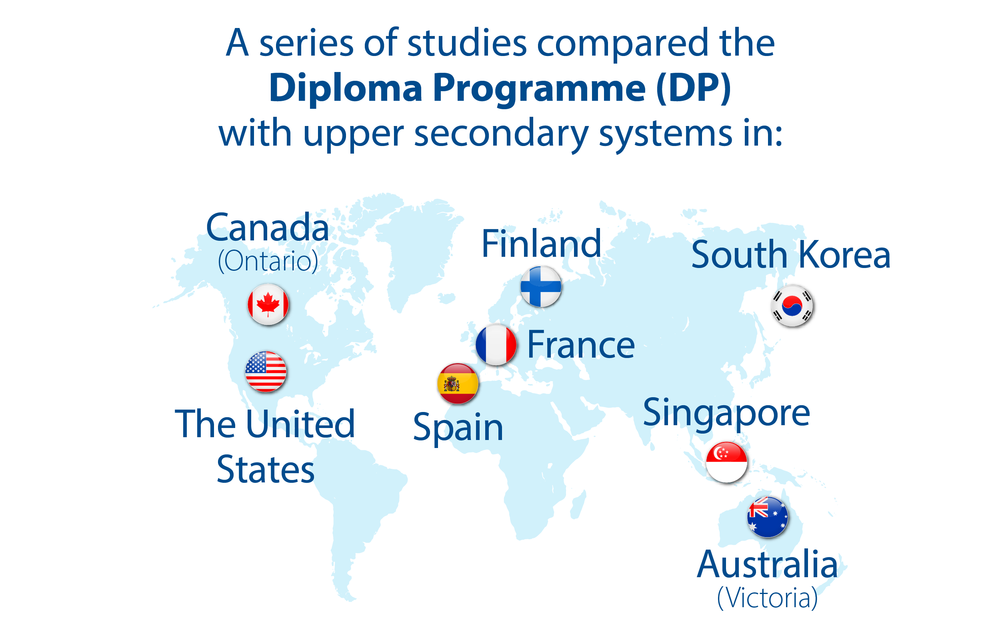 A series of studies compared the
Diploma Programme (DP)
with upper secondary systems in:
Canada
(Ontario)
Finland
South Korea
France
The United
States
Spain
Singapore
Australia
(Victoria)